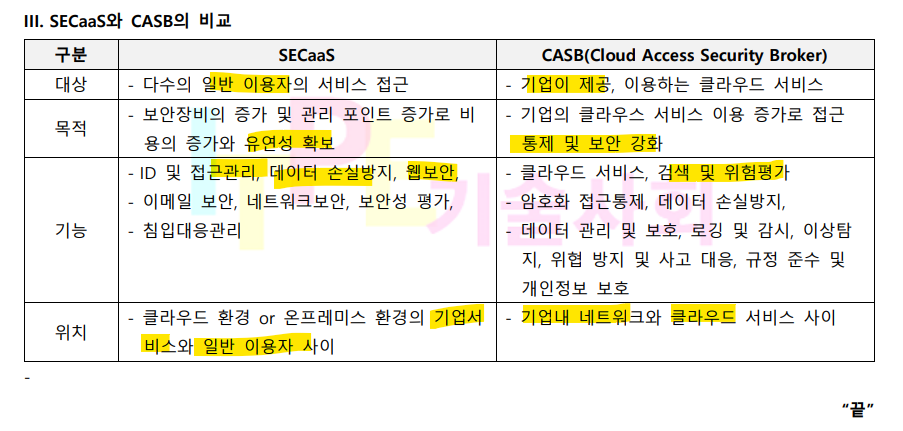 III. SECaaS와 CASB의 비교
구분 SECaaS CASB(Cloud Access Security Broker)
대상 - 다수의 일반 이용자의 서비스 접근 - 기업이 제공, 이용하는 클라우드 서비스
목적
- 보안장비의 증가 및 관리 포인트 증가로 비
용의 증가와 유연성 확보
- 기업의 클라우스 서비스 이용 증가로 접근
통제 및 보안 강화
기능
- ID 및 접근관리, 데이터 손실방지, 웹보안,
- 이메일 보안, 네트워크보안, 보안성 평가,
- 침입대응관리
- 클라우드 서비스, 검색 및 위험평가
- 암호화 접근통제, 데이터 손실방지,
- 데이터 관리 및 보호, 로깅 및 감시, 이상탐
지, 위협 방지 및 사고 대응, 규정 준수 및
개인정보 보호
위치
- 클라우드 환경 or 온프레미스 환경의 기업서
비스와 일반 이용자 사이
- 기업내 네트워크와 클라우드 서비스 사이
-
“끝”
ITPE
기술사회